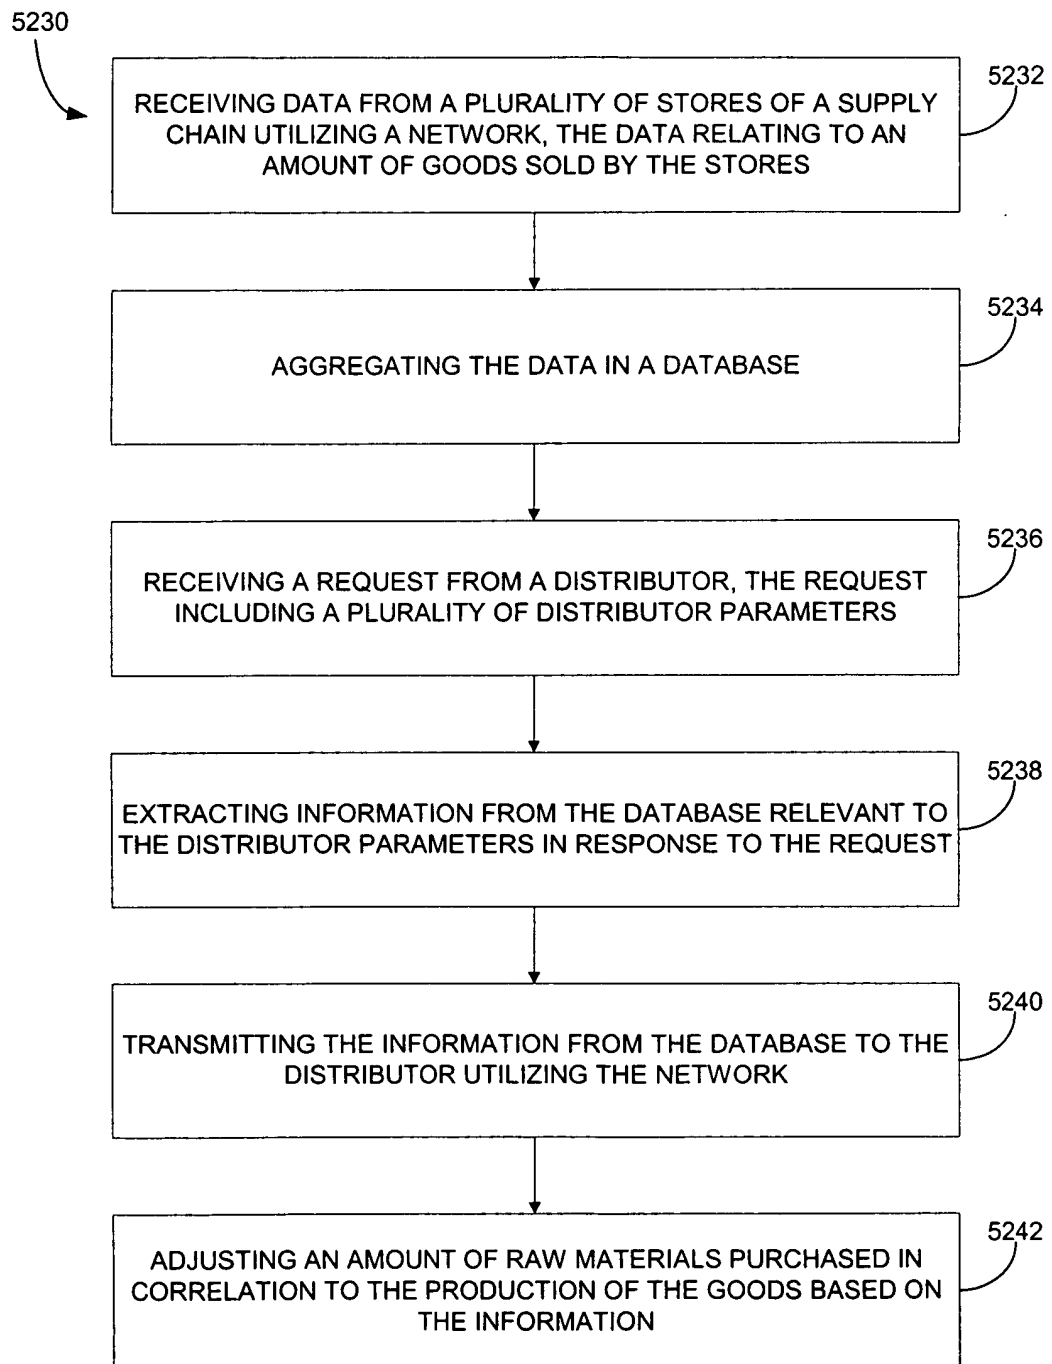 5230
RECEIVING DATA FROM A PLURALITY OF STORES OF A SUPPLY
CHAIN UTILIZING A NETWORK, THE DATA RELATING TO AN
AMOUNT OF GOODS SOLD BY THE STORES
5232
AGGREGATING THE DATA IN A DATABASE
5234
RECEIVING A REQUEST FROM A DISTRIBUTOR, THE REQUEST
INCLUDING A PLURALITY OF DISTRIBUTOR PARAMETERS
5236
EXTRACTING INFORMATION FROM THE DATABASE RELEVANT TO
THE DISTRIBUTOR PARAMETERS IN RESPONSE TO THE REQUEST
5238
TRANSMITTING THE INFORMATION FROM THE DATABASE TO THE
DISTRIBUTOR UTILIZING THE NETWORK
5240
ADJUSTING AN AMOUNT OF RAW MATERIALS PURCHASED IN
CORRELATION TO THE PRODUCTION OF THE GOODS BASED ON
THE INFORMATION
5242